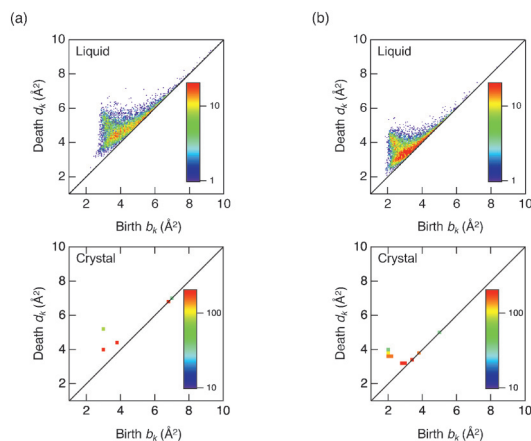 (a)
Liquid
10
8
6
4
2
Death dₖ (Å²)
10
1
2 4 6 8 10
Birth bₖ (Å²)
Crystal
10
8
6
4
2
Death dₖ (Å²)
100
10
2 4 6 8 10
Birth bₖ (Å²)
(b)
Liquid
10
8
6
4
2
Death dₖ (Å²)
10
1
2 4 6 8 10
Birth bₖ (Å²)
Crystal
10
8
6
4
2
Death dₖ (Å²)
100
10
2 4 6 8 10
Birth bₖ (Å²)